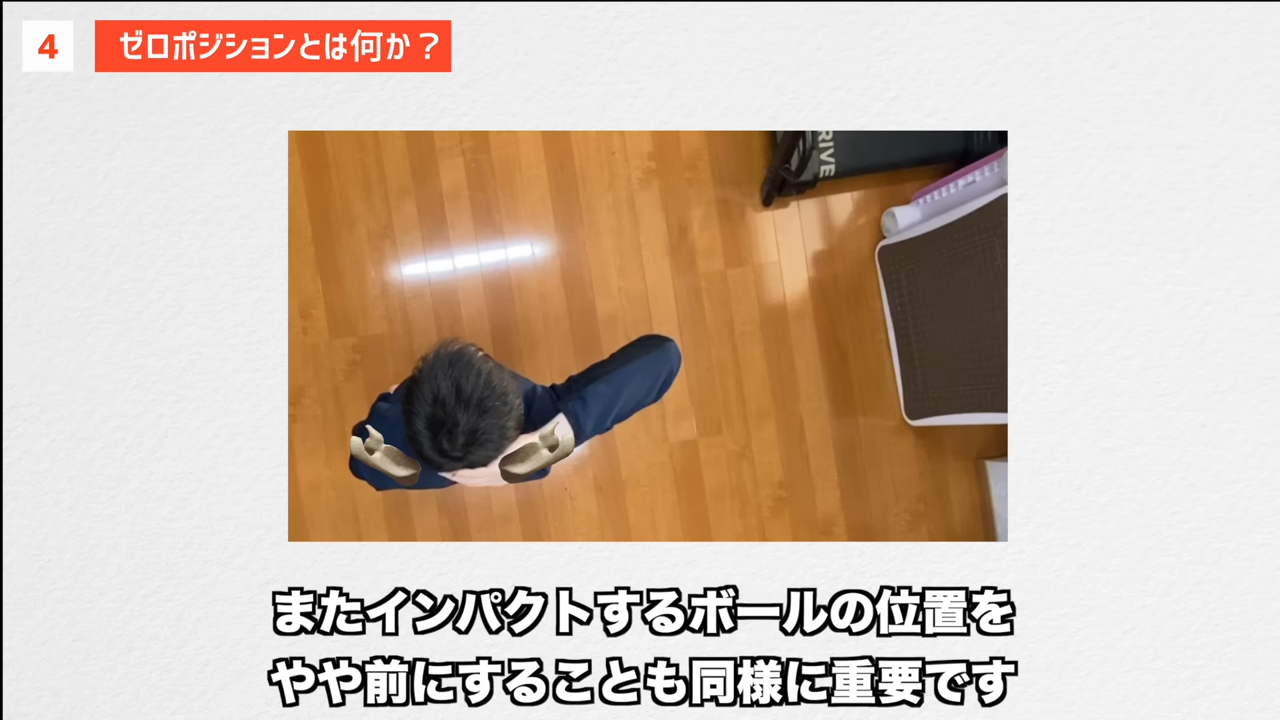 4
ゼロポジションとは何か?
RIVE
またインパクトするボールの位置を
やや前にすることも同様に重要です